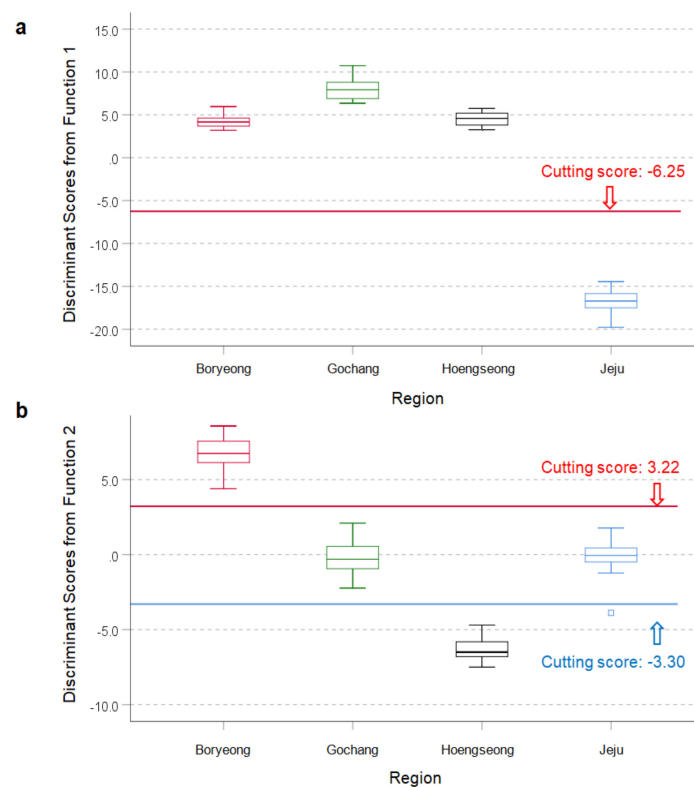 a
Discriminant Scores from Function 1
15.0
10.0
5.0
.0
-5.0
-10.0
-15.0
-20.0
Cutting score: -6.25
Boryeong Gochang Hoengseong Jeju
Region
b
Discriminant Scores from Function 2
5.0
.0
-5.0
-10.0
Cutting score: 3.22
Cutting score: -3.30
Boryeong Gochang Hoengseong Jeju
Region